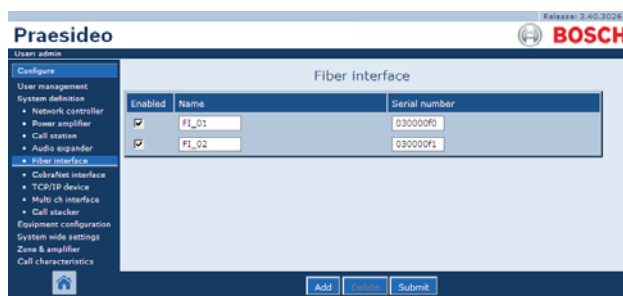 Release: 3.40.3026
Praesideo
BOSCH
User: admin
Configure
User management
System definition
• Network controller
• Power amplifier
• Call station
• Audio expander
• Fiber interface
• CobraNet interface
• TCP/IP device
• Multi ch interface
• Call stacker
Equipment configuration
System wide settings
Zone & amplifier
Call characteristics
Fiber interface
Enabled Name Serial number
FI_01 030000f0
FI_02 030000f1
Add Delete Submit